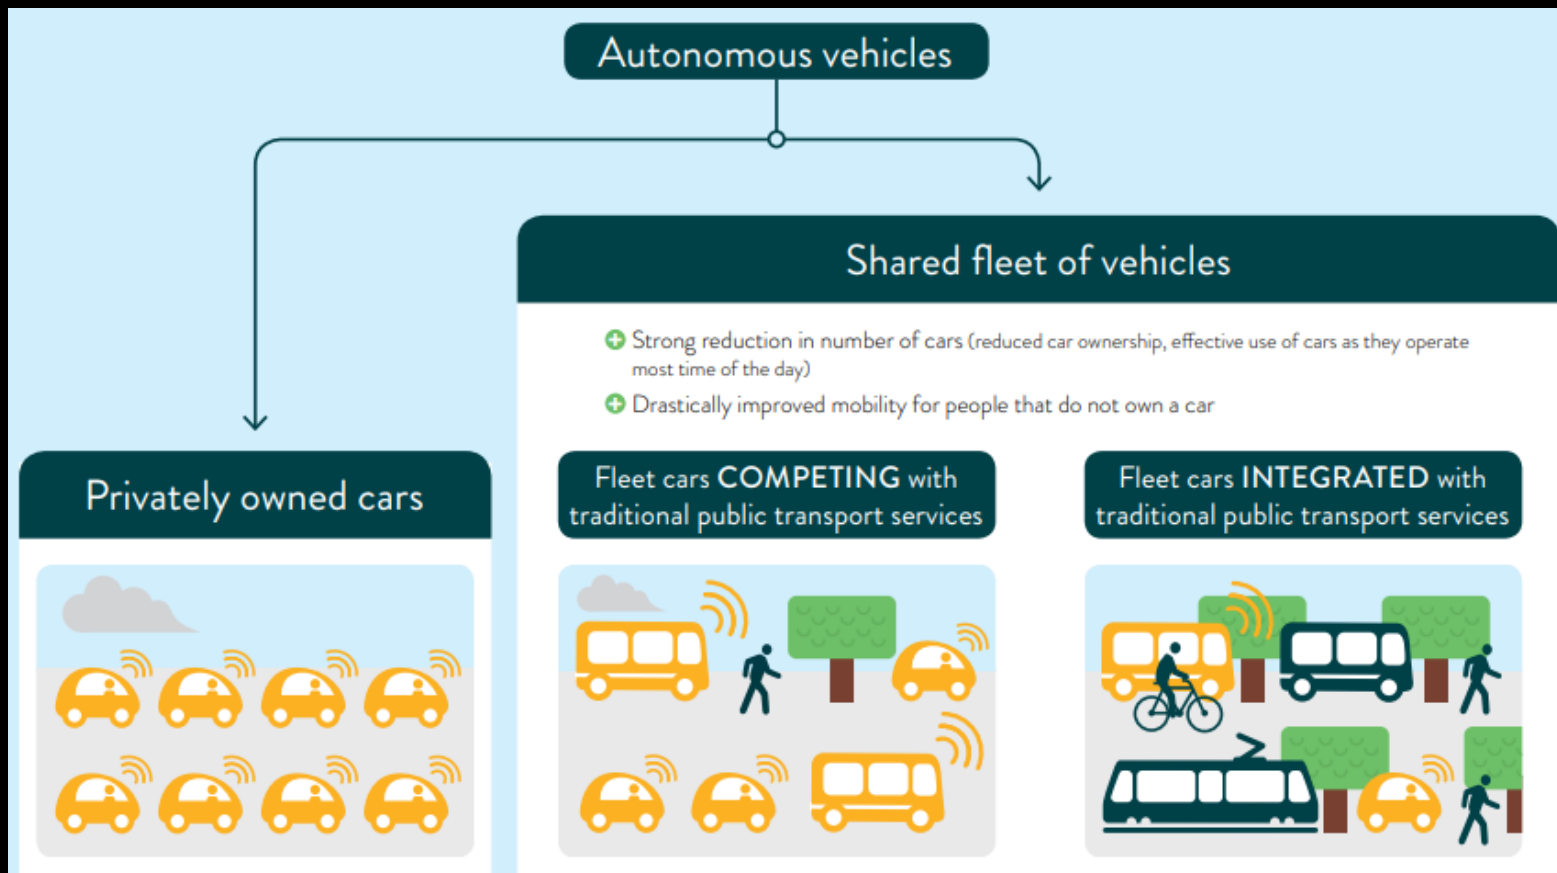 Autonomous vehicles
Shared fleet of vehicles
Strong reduction in number of cars (reduced car ownership, effective use of cars as they operate
most time of the day)
Drastically improved mobility for people that do not own a car
Privately owned cars
Fleet cars COMPETING with
traditional public transport services
Fleet cars INTEGRATED with
traditional public transport services